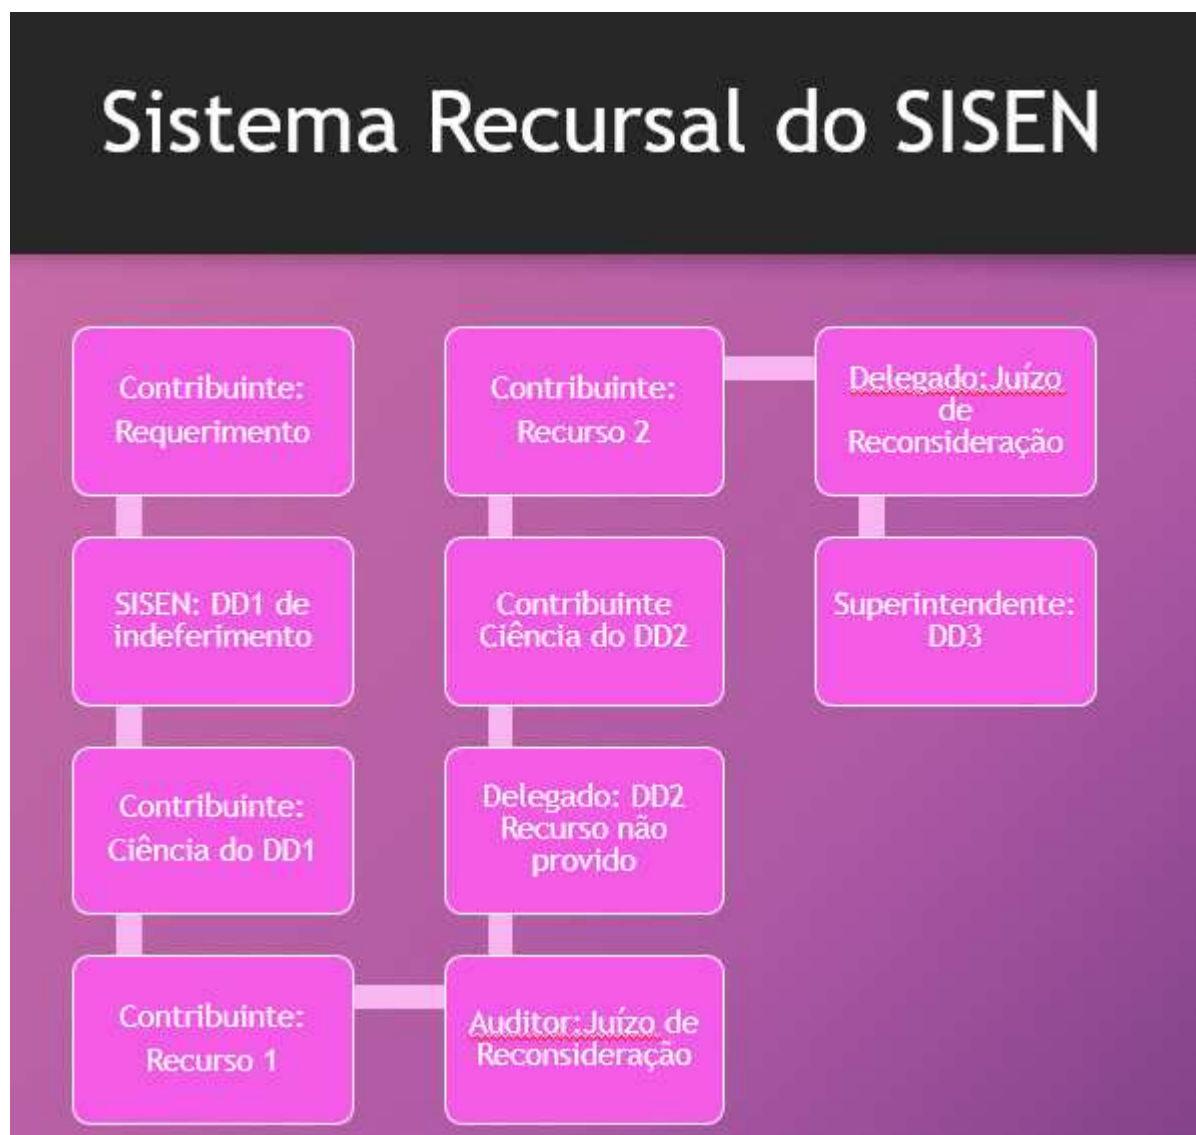 Sistema Recursal do SISEN
Contribuinte:
Requerimento
SISEN: DD1 de
indeferimento
Contribuinte:
Ciência do DD1
Contribuinte:
Recurso 1
Auditor:Juízo de
Reconsideração
Delegado: DD2
Recurso não
provido
Contribuinte
Ciência do DD2
Contribuinte:
Recurso 2
Delegado:Juízo
de
Reconsideração
Superintendente:
DD3